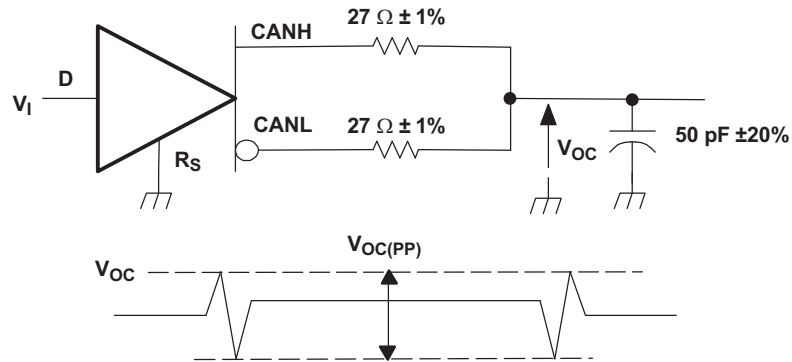 CANH
27 Ω ± 1%
D
V_I
CANL
27 Ω ± 1%
R_S
V_OC
50 pF ±20%
V_OC(PP)
V_OC